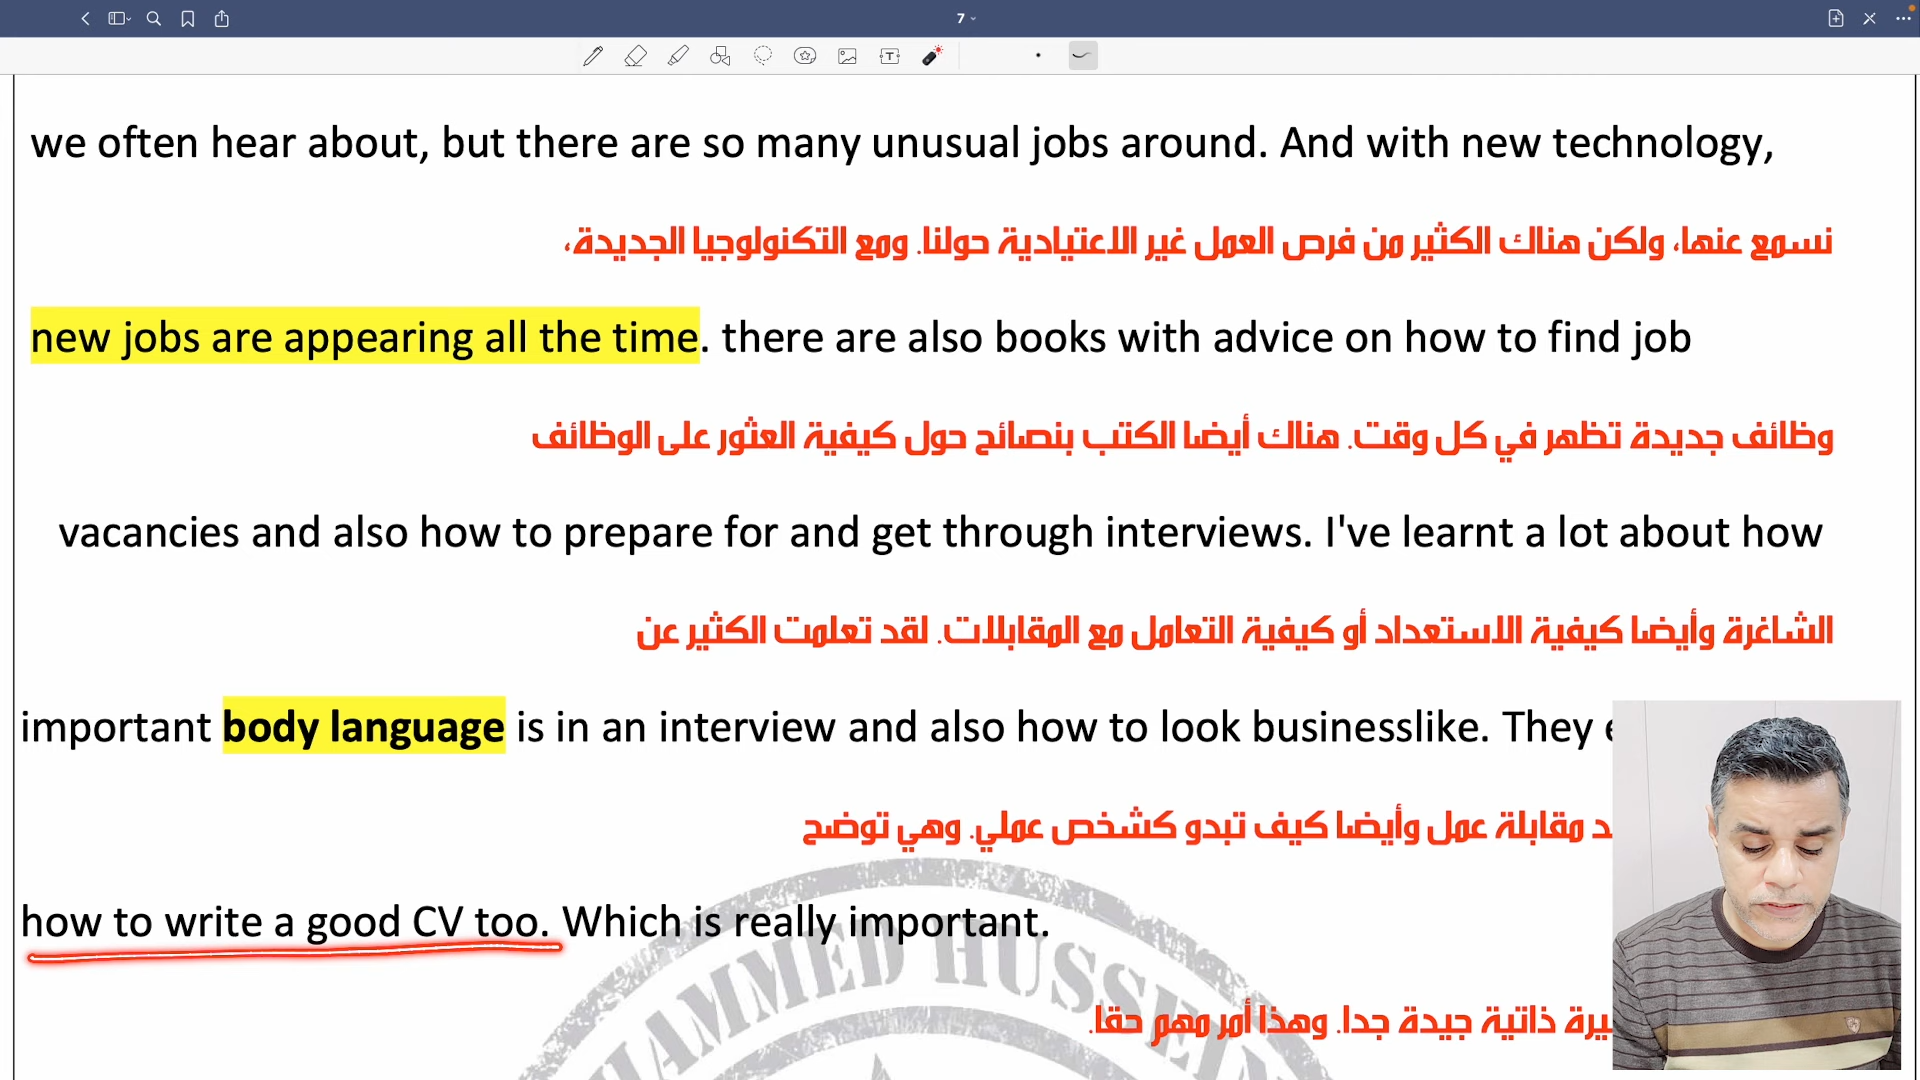 7
we often hear about, but there are so many unusual jobs around. And with new technology,
نسمع عنها، ولكن هناك الكثير من فرص العمل غير الاعتيادية حولنا. ومع التكنولوجيا الجديدة،
new jobs are appearing all the time. there are also books with advice on how to find job
وظائف جديدة تظهر في كل وقت. هناك أيضا الكتب بنصائح حول كيفية العثور على الوظائف
vacancies and also how to prepare for and get through interviews. I've learnt a lot about how
الشاغرة وأيضا كيفية الاستعداد أو كيفية التعامل مع المقابلات. لقد تعلمت الكثير عن
important body language is in an interview and also how to look businesslike. They
مقابلة عمل وأيضا كيف تبدو كشخص عملي. وهي توضح
how to write a good CV too. Which is really important.
ذاتية جيدة جدا. وهذا أمر مهم حقا.
HAMMED HUSSEIN